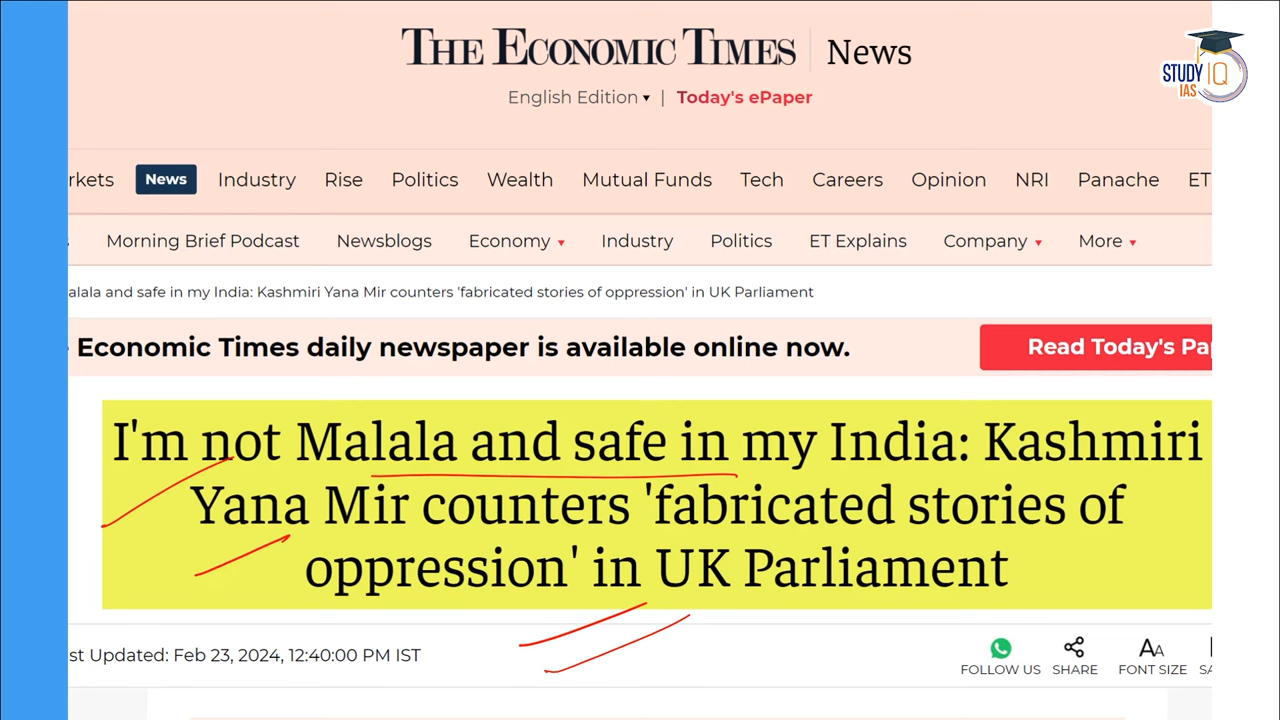 THE ECONOMIC TIMES | News
STUDY IQ
IAS
English Edition ▾ | Today's ePaper
rkets News Industry Rise Politics Wealth Mutual Funds Tech Careers Opinion NRI Panache ET
Morning Brief Podcast Newsblogs Economy ▾ Industry Politics ET Explains Company ▾ More ▾
alala and safe in my India: Kashmiri Yana Mir counters 'fabricated stories of oppression' in UK Parliament
Economic Times daily newspaper is available online now. Read Today's Pap
I'm not Malala and safe in my India: Kashmiri
Yana Mir counters 'fabricated stories of
oppression' in UK Parliament
st Updated: Feb 23, 2024, 12:40:00 PM IST
FOLLOW US SHARE FONT SIZE SA